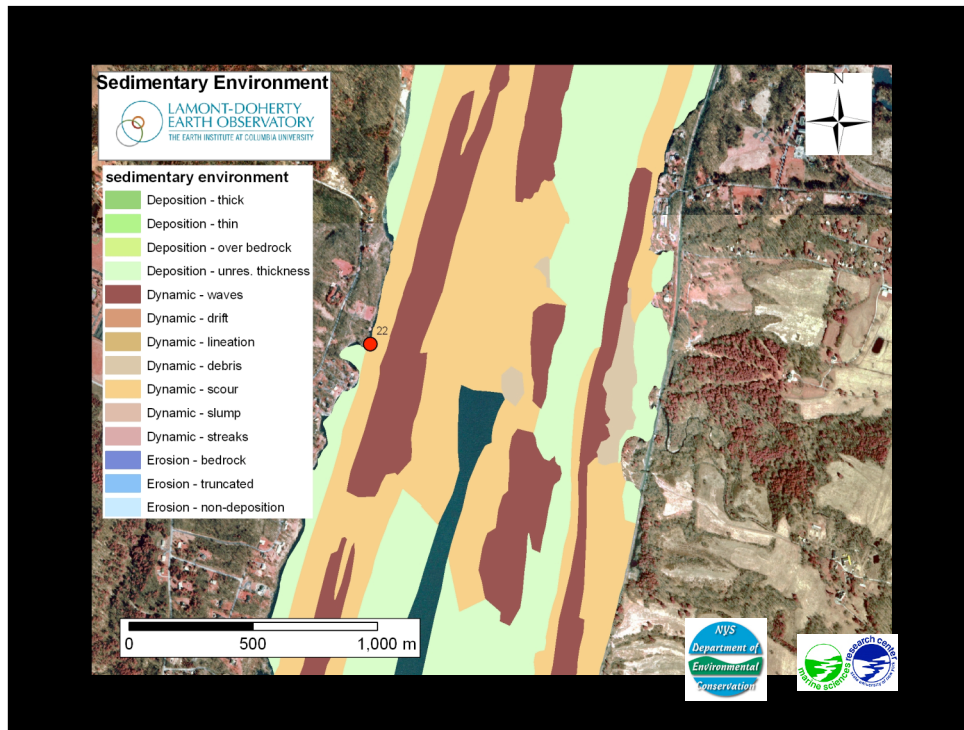 Sedimentary Environment
LAMONT-DOHERTY
EARTH OBSERVATORY
THE EARTH INSTITUTE AT COLUMBIA UNIVERSITY
N
sedimentary environment
Deposition - thick
Deposition - thin
Deposition - over bedrock
Deposition - unres. thickness
Dynamic - waves
Dynamic - drift
Dynamic - lineation
Dynamic - debris
Dynamic - scour
Dynamic - slump
Dynamic - streaks
Erosion - bedrock
Erosion - truncated
Erosion - non-deposition
22
0 500 1,000 m
NYS
Department of
Environmental
Conservation
marine sciences
research center